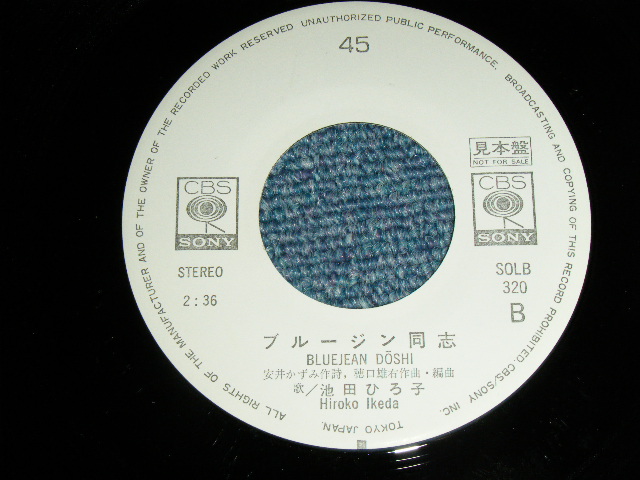 ALL RIGHTS OF THE MANUFACTURER AND OF THE OWNER OF THE RECORDED WORK RESERVED UNAUTHORIZED PUBLIC PERFORMANCE, BROADCASTING AND COPYING OF THIS RECORD PROHIBITED. CBS/SONY INC. TOKYO JAPAN.
45
見本盤
NOT FOR SALE
CBS
SONY
CBS
SONY
STEREO
SOLB
320
2:36
B
ブルージン同志
BLUEJEAN DŌSHI
安井かずみ作詩，穂口雄右作曲・編曲
歌／池田ひろ子
Hiroko Ikeda